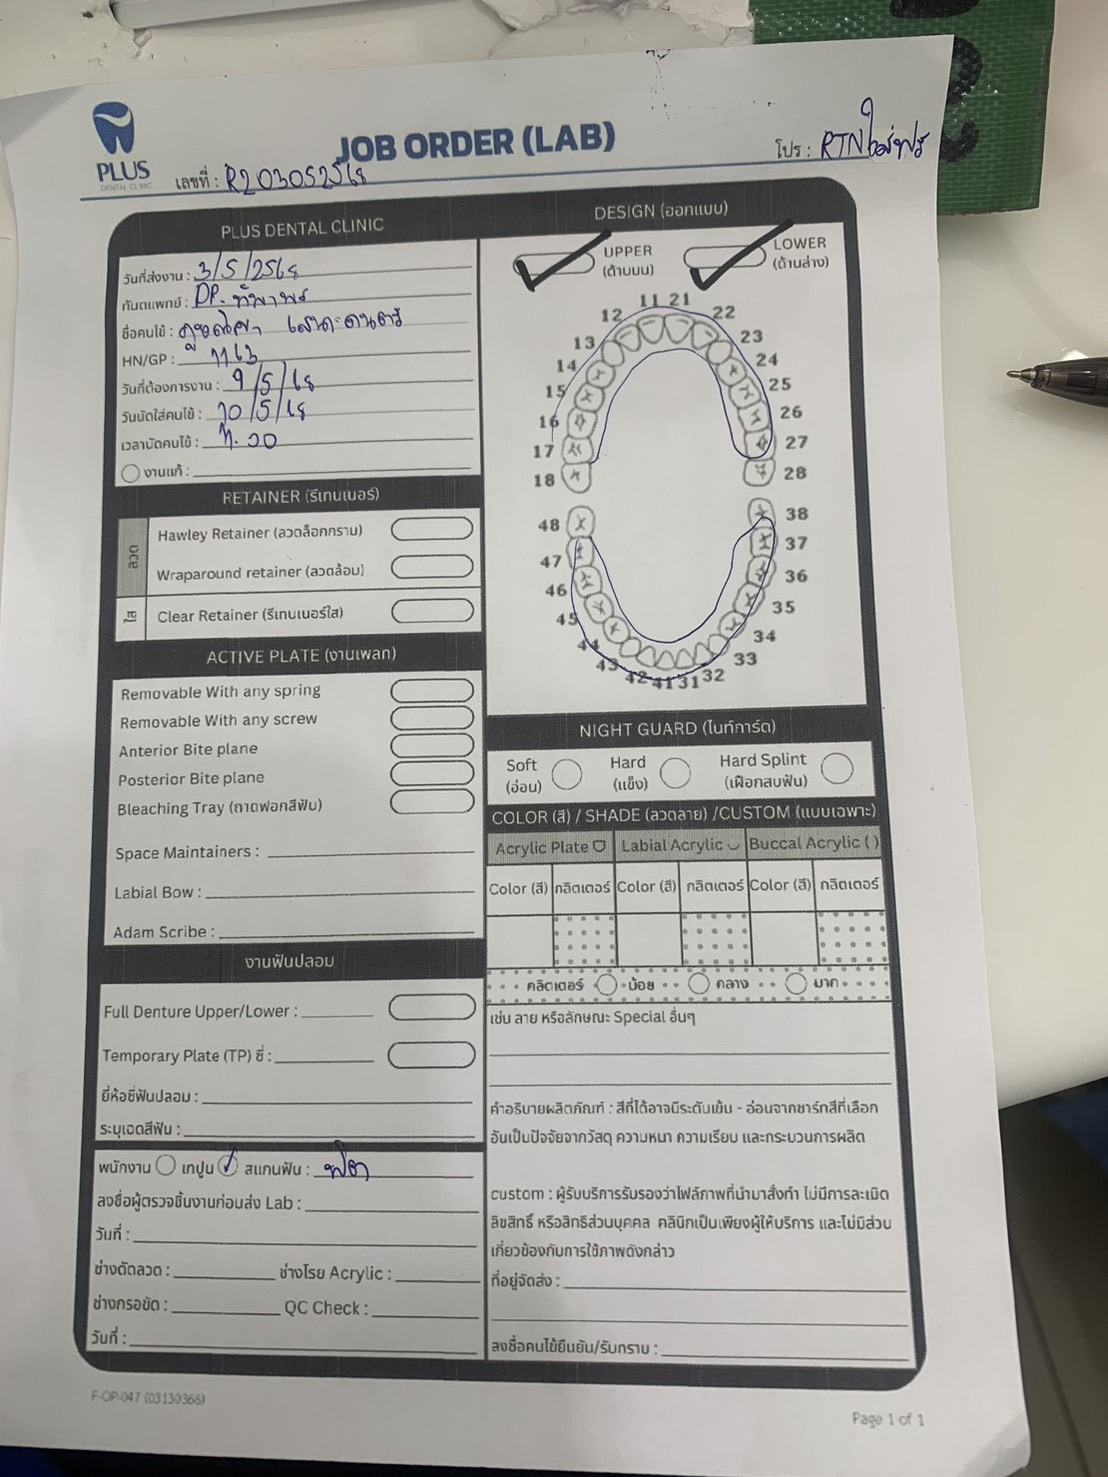 PLUS
DENTAL CLINIC
JOB ORDER (LAB)
เลขที่ : R203052568
โปร : RTN ใสฟรี
PLUS DENTAL CLINIC
วันที่ส่งงาน : 3/5/2568
ทันตแพทย์ : DR.
ชื่อคนไข้ :
HN/GP : 1163
วันที่ต้องการงาน : 9/5/68
วันนัดใส่คนไข้ : 10/5/68
เวลานัดคนไข้ : 11.00
งานแก้ :
RETAINER (รีเทนเนอร์)
ลวด
Hawley Retainer (ลวดล็อกกราม)
Wraparound retainer (ลวดล้อม)
ใส
Clear Retainer (รีเทนเนอร์ใส)
ACTIVE PLATE (งานเพลท)
Removable With any spring
Removable With any screw
Anterior Bite plane
Posterior Bite plane
Bleaching Tray (ถาดฟอกสีฟัน)
Space Maintainers :
Labial Bow :
Adam Scribe :
งานฟันปลอม
Full Denture Upper/Lower :
Temporary Plate (TP) ซี่ :
ยี่ห้อซี่ฟันปลอม :
ระบุเฉดสีฟัน :
พนักงาน เทปูน สแกนฟัน :
ลงชื่อผู้ตรวจชิ้นงานก่อนส่ง Lab :
วันที่ :
ช่างดัดลวด : ช่างโรย Acrylic :
ช่างกรอขัด : QC Check :
วันที่ :
DESIGN (ออกแบบ)
UPPER
(ด้านบน)
LOWER
(ด้านล่าง)
11 21
12 22
13 23
14 24
15 25
16 26
17 27
18 28
48 38
47 37
46 36
45 35
44 34
43 33
42 41 31 32
NIGHT GUARD (ไนท์การ์ด)
Soft
(อ่อน)
Hard
(แข็ง)
Hard Splint
(เฝือกสบฟัน)
COLOR (สี) / SHADE (ลวดลาย) /CUSTOM (แบบเฉพาะ)
Acrylic Plate Labial Acrylic Buccal Acrylic ( )
Color (สี) กลิตเตอร์ Color (สี) กลิตเตอร์ Color (สี) กลิตเตอร์
กลิตเตอร์ น้อย กลาง มาก
เช่น ลาย หรือลักษณะ Special อื่นๆ
คำอธิบายผลิตภัณฑ์ : สีที่ได้อาจมีระดับเข้ม - อ่อนจากชาร์ทสีที่เลือก
อันเป็นปัจจัยจากวัสดุ ความหนา ความเรียบ และกระบวนการผลิต
custom : ผู้รับบริการรับรองว่าไฟล์ภาพที่นำมาสั่งทำ ไม่มีการละเมิด
ลิขสิทธิ์ หรือสิทธิส่วนบุคคล คลินิกเป็นเพียงผู้ให้บริการ และไม่มีส่วน
เกี่ยวข้องกับการใช้ภาพดังกล่าว
ที่อยู่จัดส่ง :
ลงชื่อคนไข้ยืนยัน/รับทราบ :
F-OP-047 (03130368)
Page 1 of 1